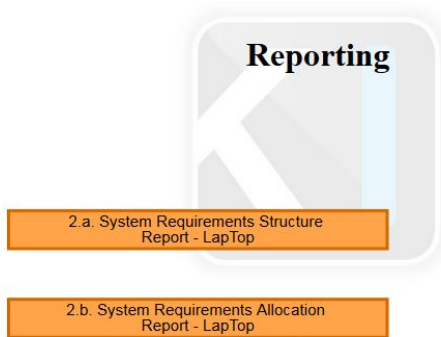 Reporting
2.a. System Requirements Structure
Report - LapTop
2.b. System Requirements Allocation
Report - LapTop